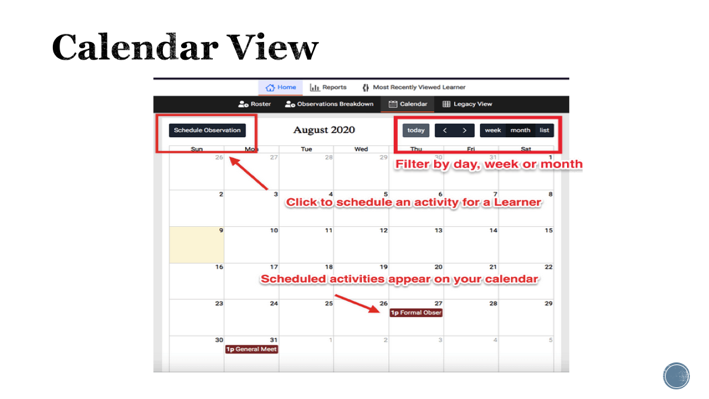 Calendar View
Home Reports Most Recently Viewed Learner
Roster Observations Breakdown Calendar Legacy View
Schedule Observation August 2020 today < > week month list
Sun Mon Tue Wed Thu Fri Sat
26 27 28 29 30 31 1
Filter by day, week or month
2 3 4 5 6 7 8
Click to schedule an activity for a Learner
9 10 11 12 13 14 15
16 17 18 19 20 21 22
Scheduled activities appear on your calendar
23 24 25 26 27 28 29
1p Formal Obser
30 31 1 2 3 4 5
1p General Meet